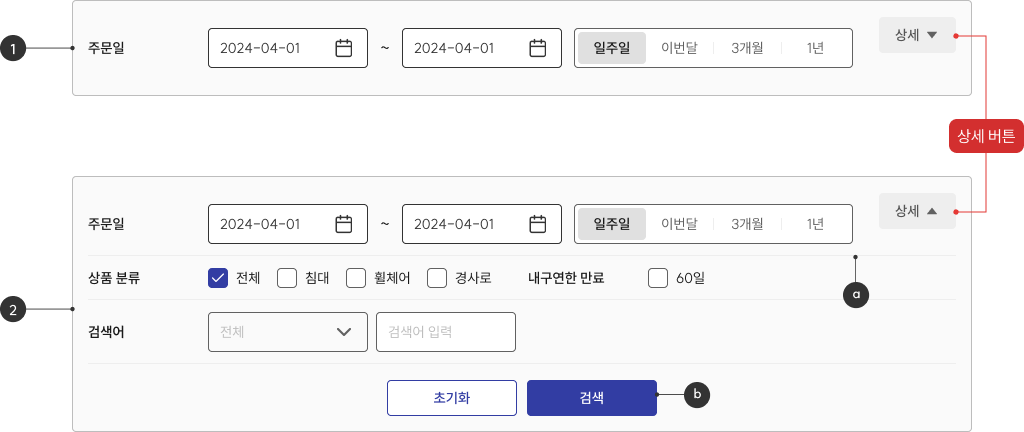 1
주문일 2024-04-01 ~ 2024-04-01 일주일 이번달 3개월 1년 상세
상세 버튼
주문일 2024-04-01 ~ 2024-04-01 일주일 이번달 3개월 1년 상세
상품 분류 전체 침대 휠체어 경사로 내구연한 만료 60일
a
2
검색어 전체 검색어 입력
초기화 검색 b